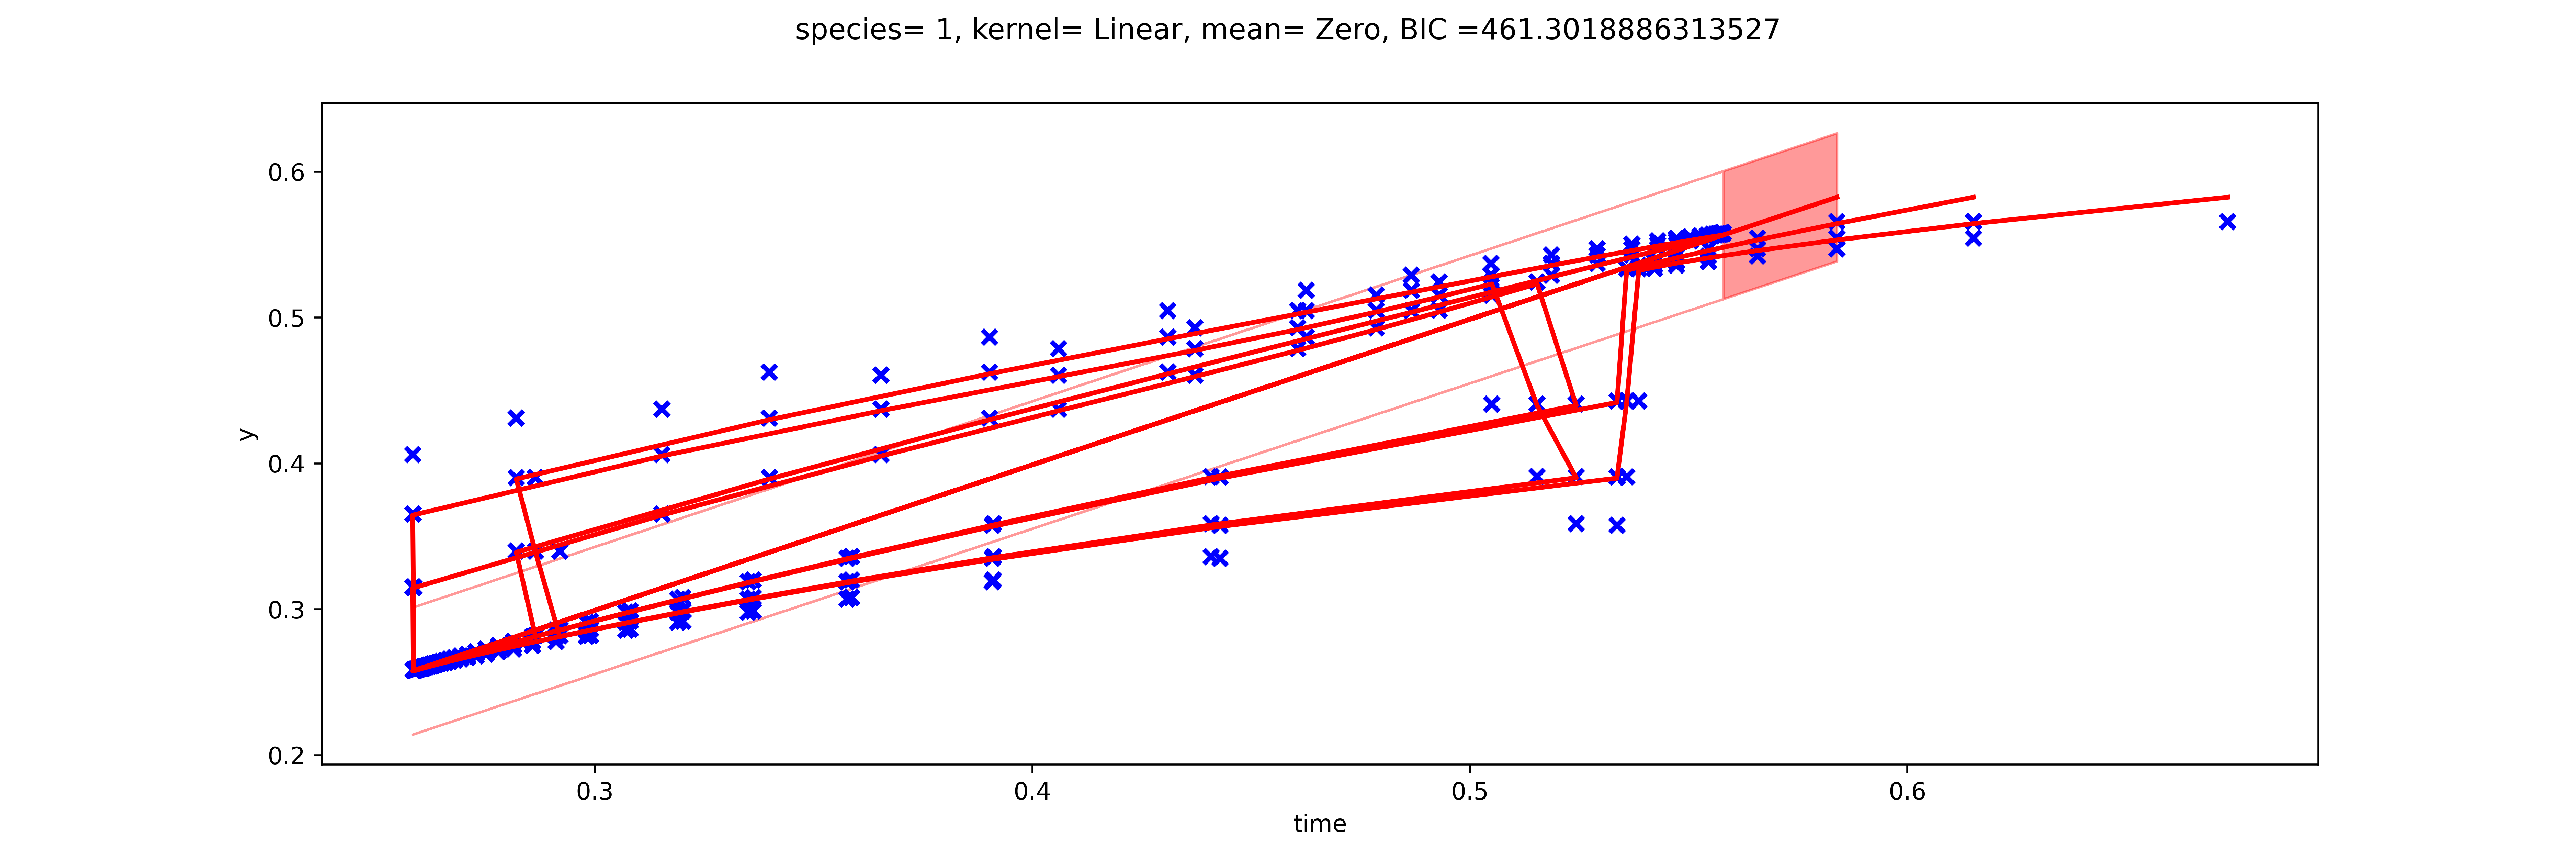 species= 1, kernel= Linear, mean= Zero, BIC =461.3018886313527
0.6
0.5
0.4
0.3
0.2
y
0.3 0.4 0.5 0.6
time